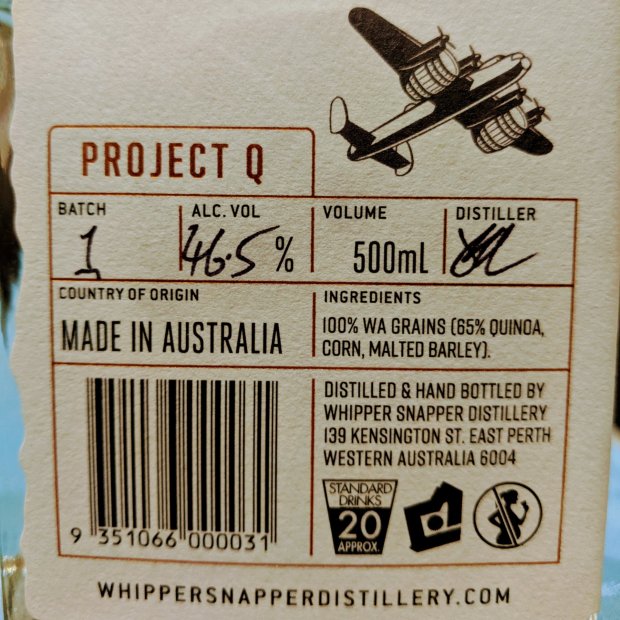 PROJECT Q
BATCH
1
ALC. VOL
46.5 %
VOLUME
500mL
DISTILLER
COUNTRY OF ORIGIN
MADE IN AUSTRALIA
INGREDIENTS
100% WA GRAINS (65% QUINOA,
CORN, MALTED BARLEY).
DISTILLED & HAND BOTTLED BY
WHIPPER SNAPPER DISTILLERY
139 KENSINGTON ST. EAST PERTH
WESTERN AUSTRALIA 6004
9 351066 000031
STANDARD
DRINKS
20
APPROX.
WHIPPERSNAPPERDISTILLERY.COM